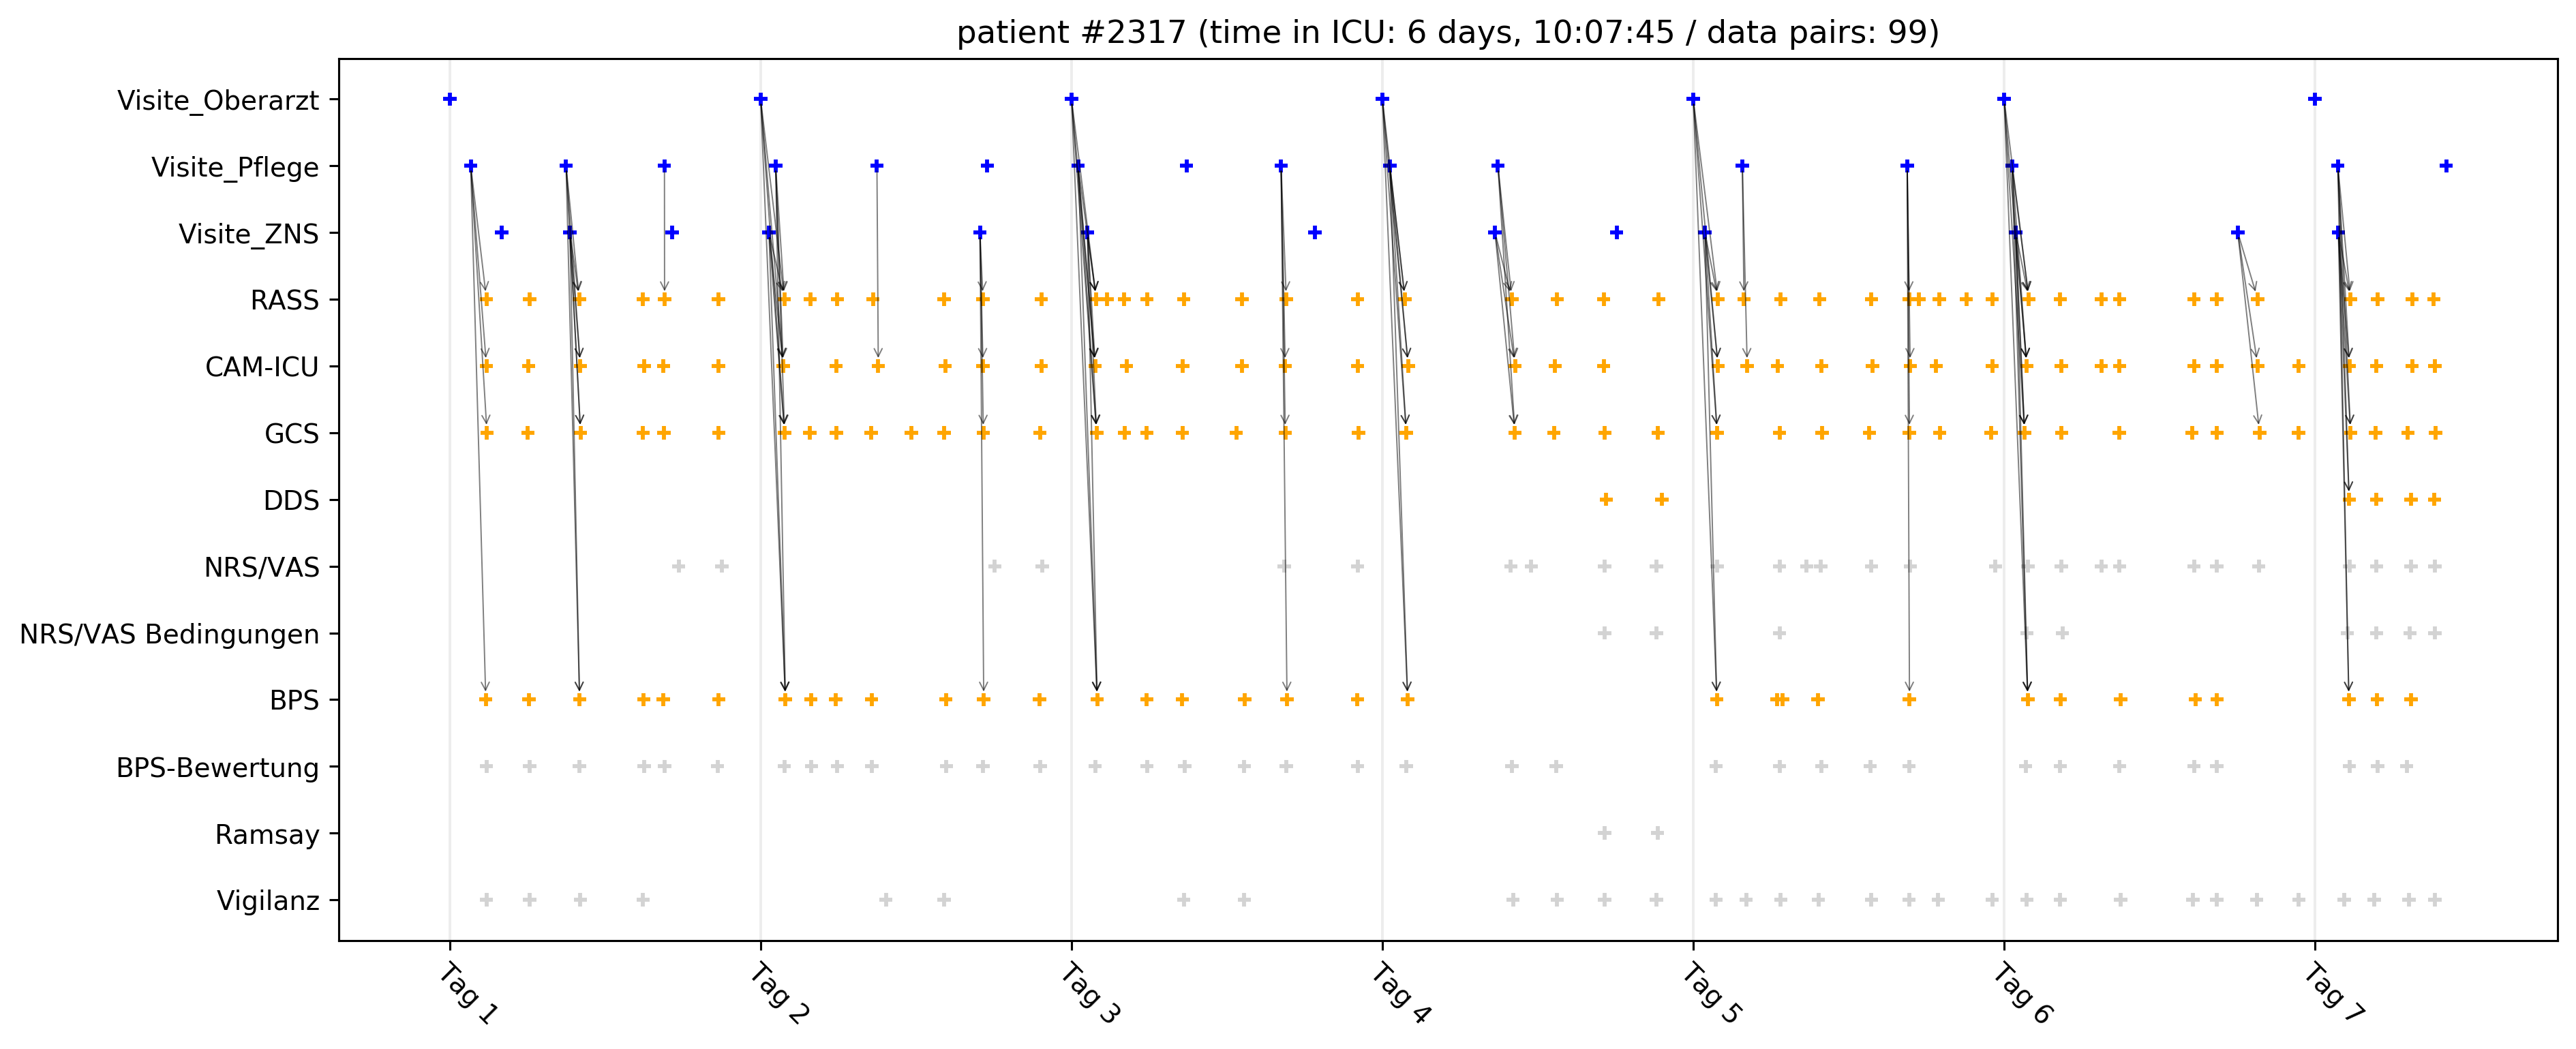 patient #2317 (time in ICU: 6 days, 10:07:45 / data pairs: 99)
Visite_Oberarzt
Visite_Pflege
Visite_ZNS
RASS
CAM-ICU
GCS
DDS
NRS/VAS
NRS/VAS Bedingungen
BPS
BPS-Bewertung
Ramsay
Vigilanz
Tag 1
Tag 2
Tag 3
Tag 4
Tag 5
Tag 6
Tag 7